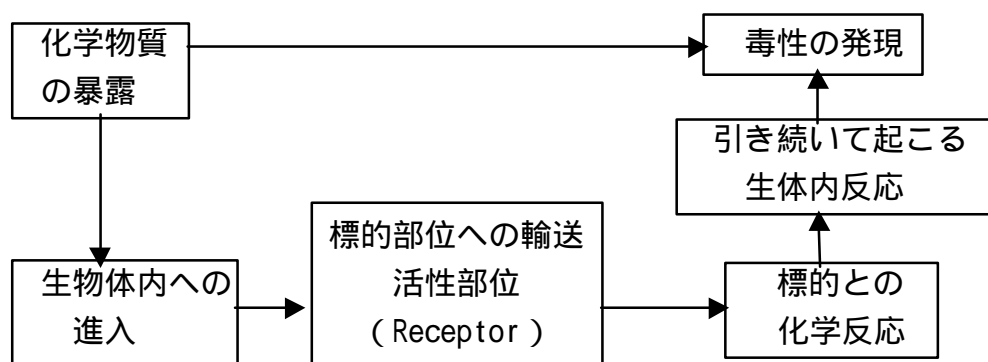 化学物質
の暴露
毒性の発現
引き続いて起こる
生体内反応
標的部位への輸送
活性部位
（Receptor）
生物体内への
進入
標的との
化学反応